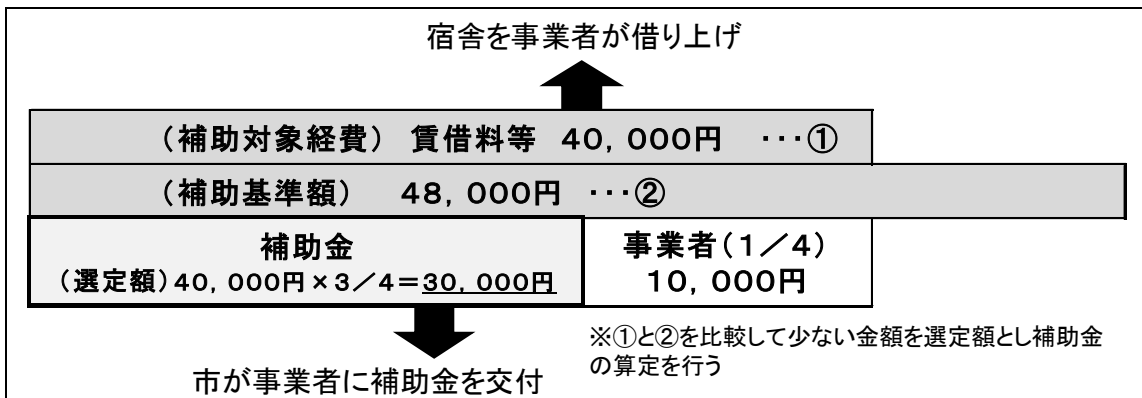 宿舎を事業者が借り上げ
(補助対象経費) 賃借料等 40,000円 ・・・①
(補助基準額) 48,000円 ・・・②
補助金
(選定額)40,000円×3/4=30,000円
事業者(1/4)
10,000円
※①と②を比較して少ない金額を選定額とし補助金
の算定を行う
市が事業者に補助金を交付